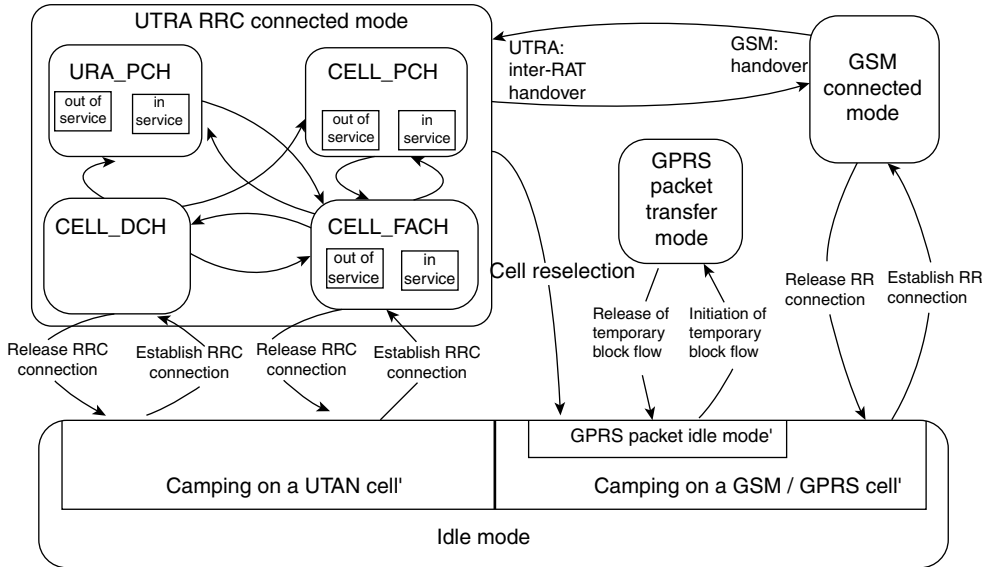 UTRA RRC connected mode
URA_PCH
out of
service
in
service
CELL_PCH
out of
service
in
service
CELL_DCH
CELL_FACH
out of
service
in
service
UTRA:
inter-RAT
handover
GSM:
handover
GSM
connected
mode
GPRS
packet
transfer
mode
Cell reselection
Release RRC
connection
Establish RRC
connection
Release RRC
connection
Establish RRC
connection
Release of
temporary
block flow
Initiation of
temporary
block flow
Release RR
connection
Establish RR
connection
GPRS packet idle mode'
Camping on a UTAN cell'
Camping on a GSM / GPRS cell'
Idle mode